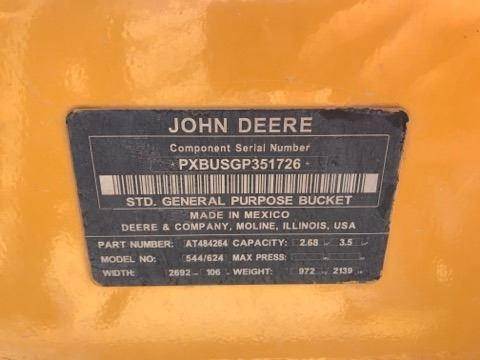 JOHN DEERE
Component Serial Number
*PXBUSGP351726*
STD. GENERAL PURPOSE BUCKET
MADE IN MEXICO
DEERE & COMPANY, MOLINE, ILLINOIS, USA
PART NUMBER: AT484264 CAPACITY: 2.68 3.5
MODEL NO: 544/624 MAX PRESS:
WIDTH: 2692 106 WEIGHT: 972 2139